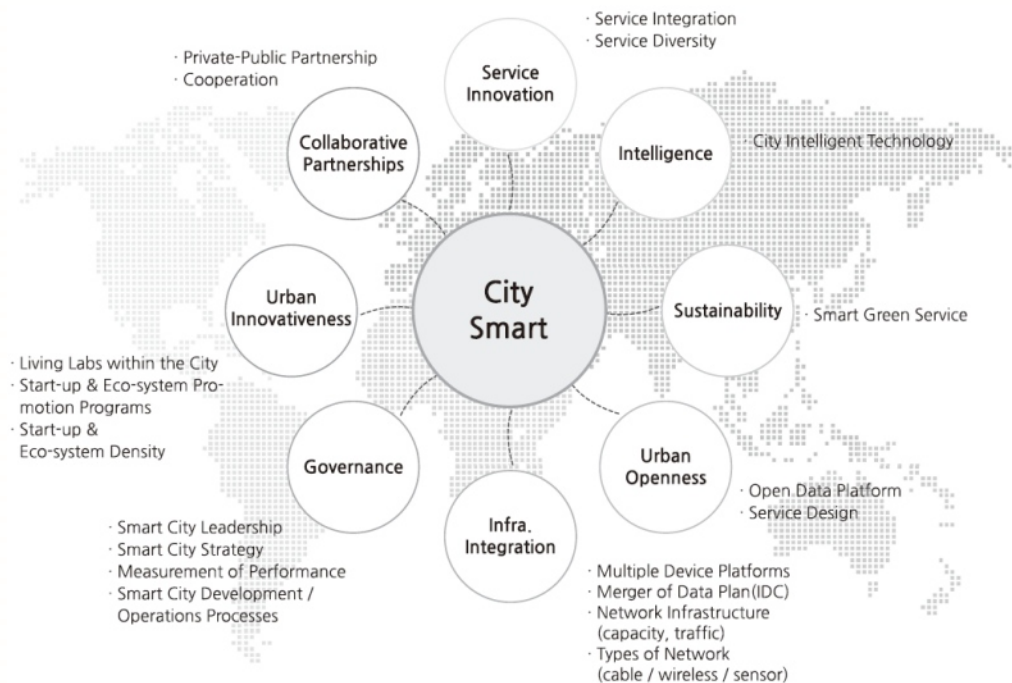 · Service Integration
· Service Diversity
Service
Innovation
· Private-Public Partnership
· Cooperation
Collaborative
Partnerships
Intelligence
· City Intelligent Technology
City
Smart
Urban
Innovativeness
Sustainability
· Smart Green Service
· Living Labs within the City
· Start-up & Eco-system Pro-
motion Programs
· Start-up &
Eco-system Density
Governance
Urban
Openness
· Open Data Platform
· Service Design
Infra.
Integration
· Smart City Leadership
· Smart City Strategy
· Measurement of Performance
· Smart City Development /
Operations Processes
· Multiple Device Platforms
· Merger of Data Plan(IDC)
· Network Infrastructure
(capacity, traffic)
· Types of Network
(cable / wireless / sensor)